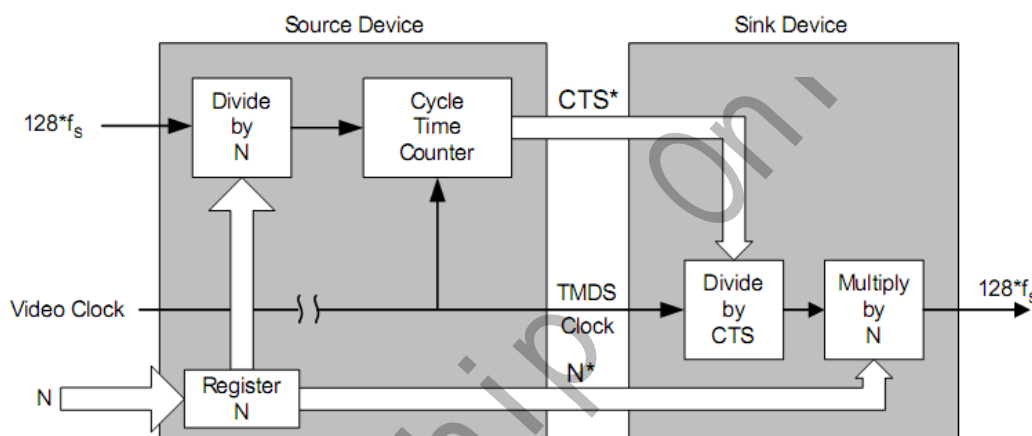 Source Device
Sink Device
128*fs
Divide
by
N
Cycle
Time
Counter
CTS*
Video Clock
TMDS
Clock
Divide
by
CTS
Multiply
by
N
128*fs
N
Register
N
N*